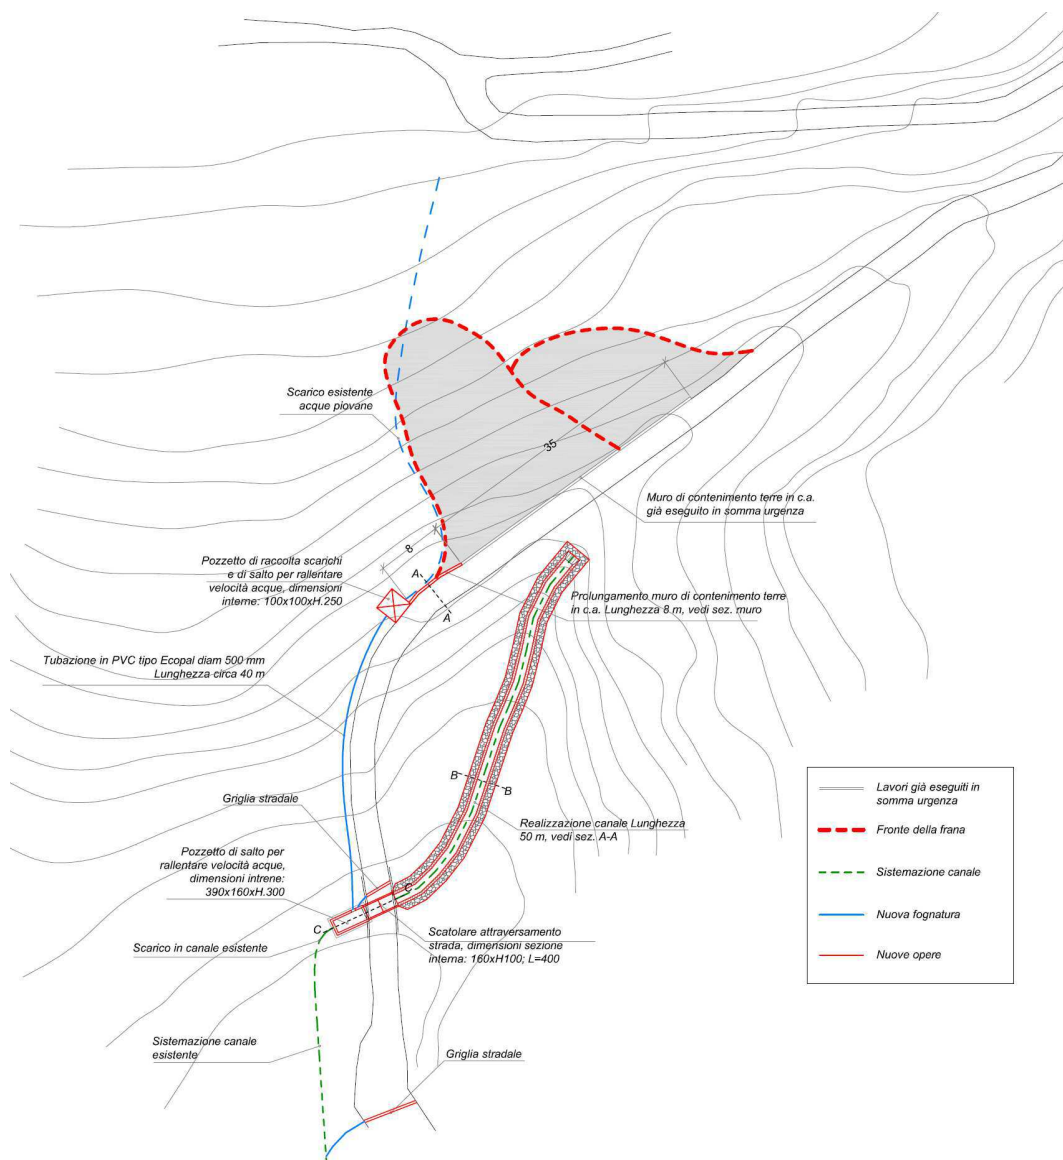 Scarico esistente
acque piovane
35
Muro di contenimento terre in c.a.
già eseguito in somma urgenza
8
Pozzetto di raccolta scarichi
e di salto per rallentare
velocità acque, dimensioni
interne: 100x100xH.250
A
A
Prolungamento muro di contenimento terre
in c.a. Lunghezza 8 m, vedi sez. muro
Tubazione in PVC tipo Ecopal diam 500 mm
Lunghezza circa 40 m
B
B
Griglia stradale
Realizzazione canale Lunghezza
50 m, vedi sez. A-A
Pozzetto di salto per
rallentare velocità acque,
dimensioni intrene:
390x160xH.300
C
C
Scarico in canale esistente
Scatolare attraversamento
strada, dimensioni sezione
interna: 160xH100; L=400
Sistemazione canale
esistente
Griglia stradale
Lavori già eseguiti in
somma urgenza
Fronte della frana
Sistemazione canale
Nuova fognatura
Nuove opere